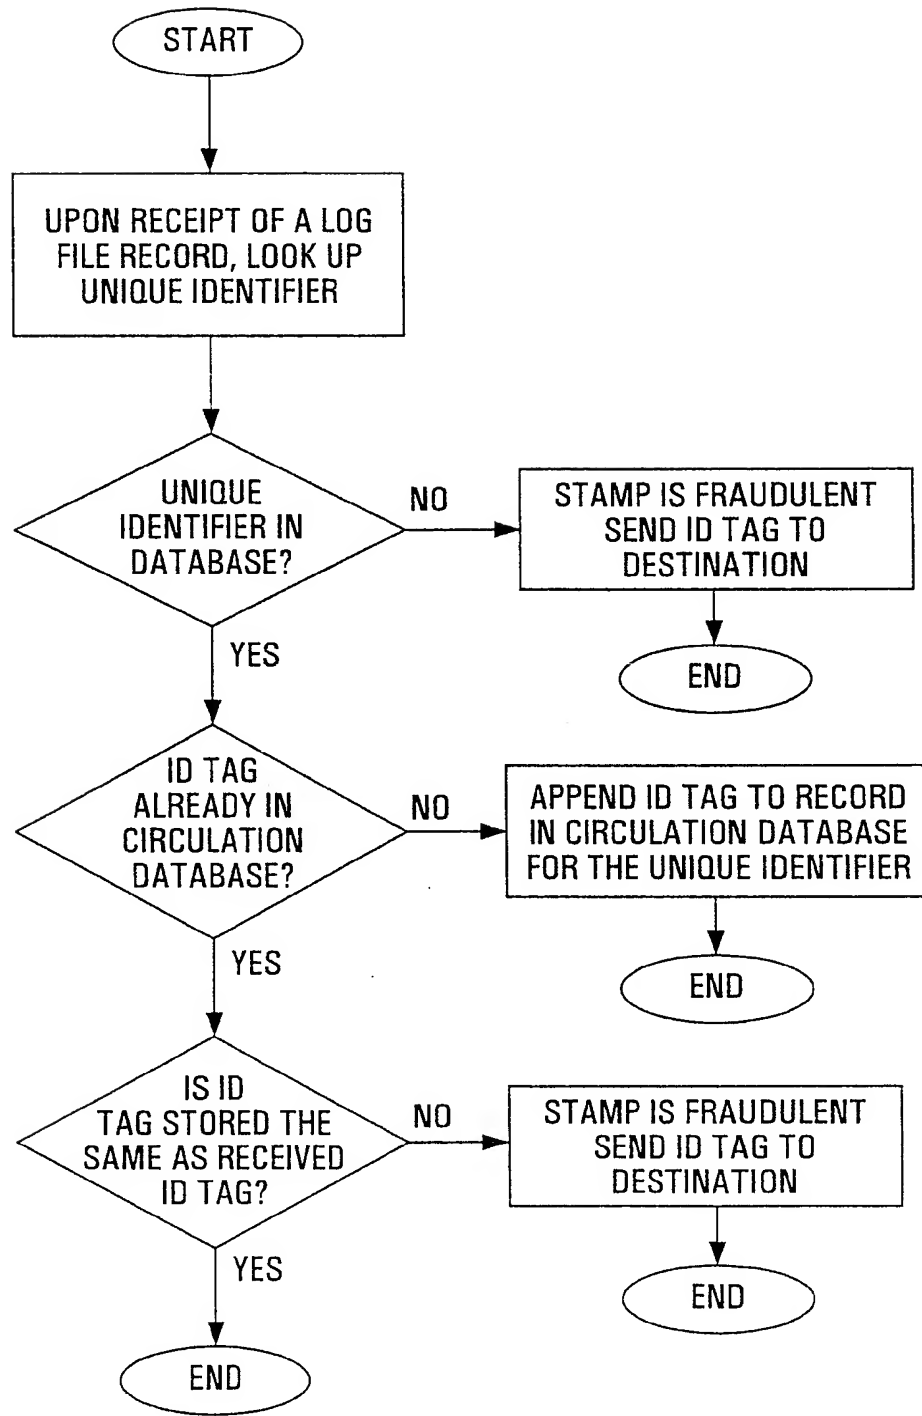 START
UPON RECEIPT OF A LOG
FILE RECORD, LOOK UP
UNIQUE IDENTIFIER
UNIQUE
IDENTIFIER IN
DATABASE?
NO
STAMP IS FRAUDULENT
SEND ID TAG TO
DESTINATION
END
YES
ID TAG
ALREADY IN
CIRCULATION
DATABASE?
NO
APPEND ID TAG TO RECORD
IN CIRCULATION DATABASE
FOR THE UNIQUE IDENTIFIER
END
YES
IS ID
TAG STORED THE
SAME AS RECEIVED
ID TAG?
NO
STAMP IS FRAUDULENT
SEND ID TAG TO
DESTINATION
END
YES
END